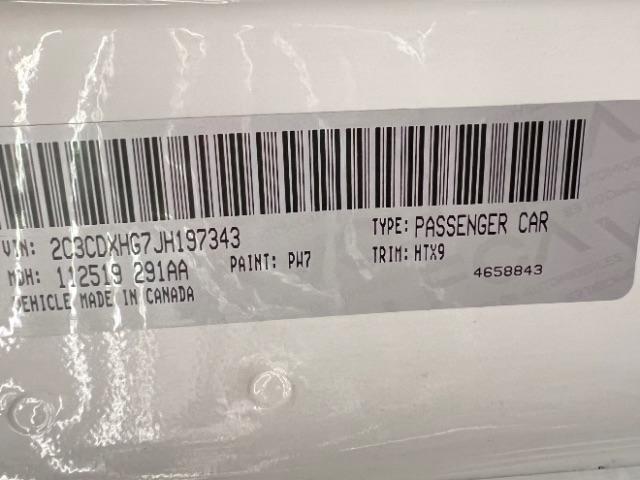 VIN: 2C3CDXHG7JH197343
TYPE: PASSENGER CAR
MDH: 112519 291AA
PAINT: PW7
TRIM: HTX9
4658843
VEHICLE MADE IN CANADA